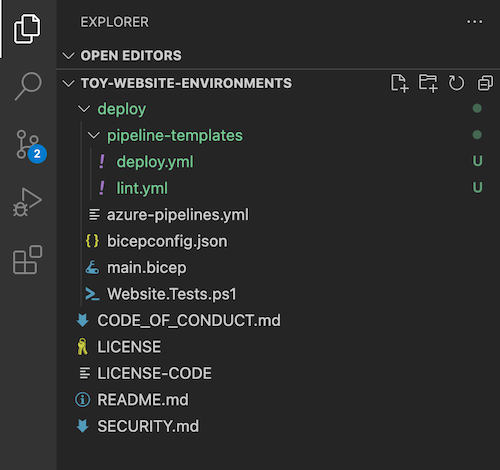 EXPLORER
OPEN EDITORS
TOY-WEBSITE-ENVIRONMENTS
deploy
pipeline-templates
! deploy.yml U
! lint.yml U
2
azure-pipelines.yml
{} bicepconfig.json
main.bicep
Website.Tests.ps1
CODE_OF_CONDUCT.md
LICENSE
LICENSE-CODE
README.md
SECURITY.md